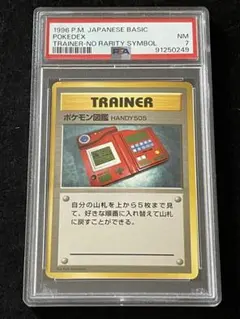 1996 P.M. JAPANESE BASIC
POKEDEX NM
TRAINER-NO RARITY SYMBOL 7
PSA 91250249
TRAINER
ポケモン図鑑 HANDY505
自分の山札を上から5枚まで見
て、好きな順番に入れ替えて山札
に戻すことができる。